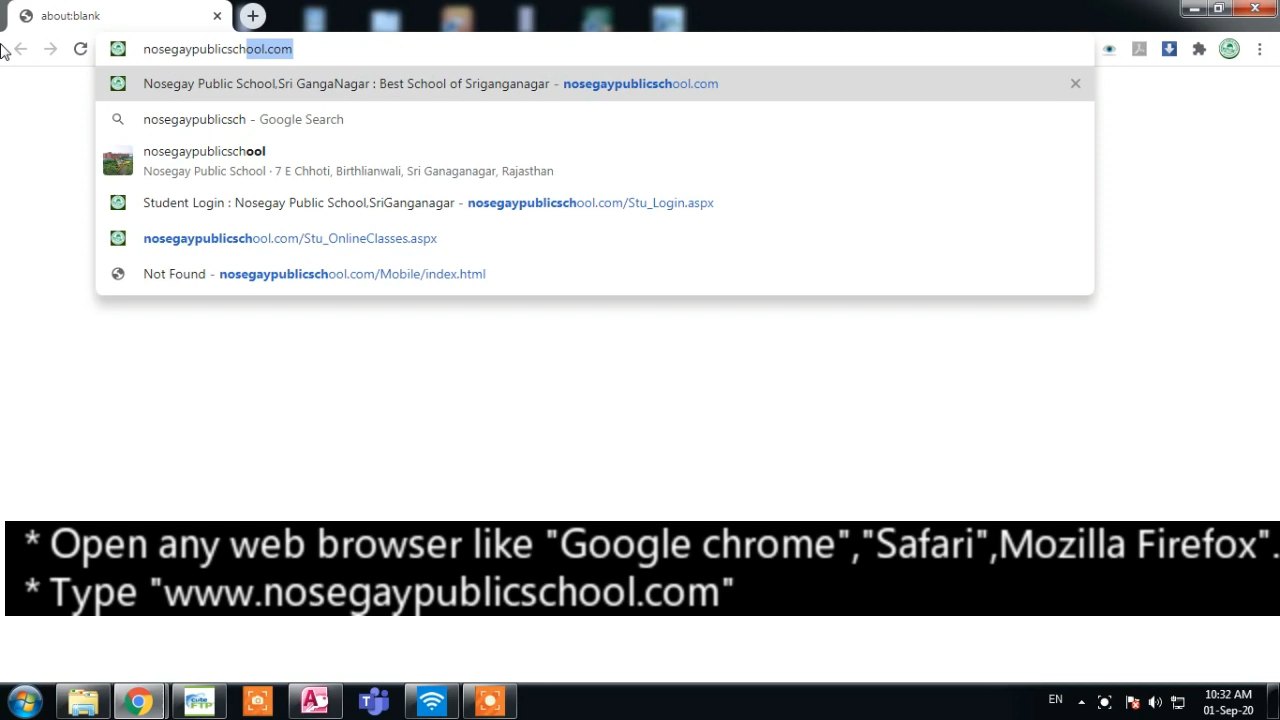 about:blank
nosegaypublicschool.com
Nosegay Public School,Sri GangaNagar : Best School of Sriganganagar - nosegaypublicschool.com
nosegaypublicsch - Google Search
nosegaypublicschool
Nosegay Public School · 7 E Chhoti, Birthlianwali, Sri Ganaganagar, Rajasthan
Student Login : Nosegay Public School,SriGanganagar - nosegaypublicschool.com/Stu_Login.aspx
nosegaypublicschool.com/Stu_OnlineClasses.aspx
Not Found - nosegaypublicschool.com/Mobile/index.html
* Open any web browser like "Google chrome","Safari",Mozilla Firefox".
* Type "www.nosegaypublicschool.com"
cute FTP
EN
10:32 AM
01-Sep-20